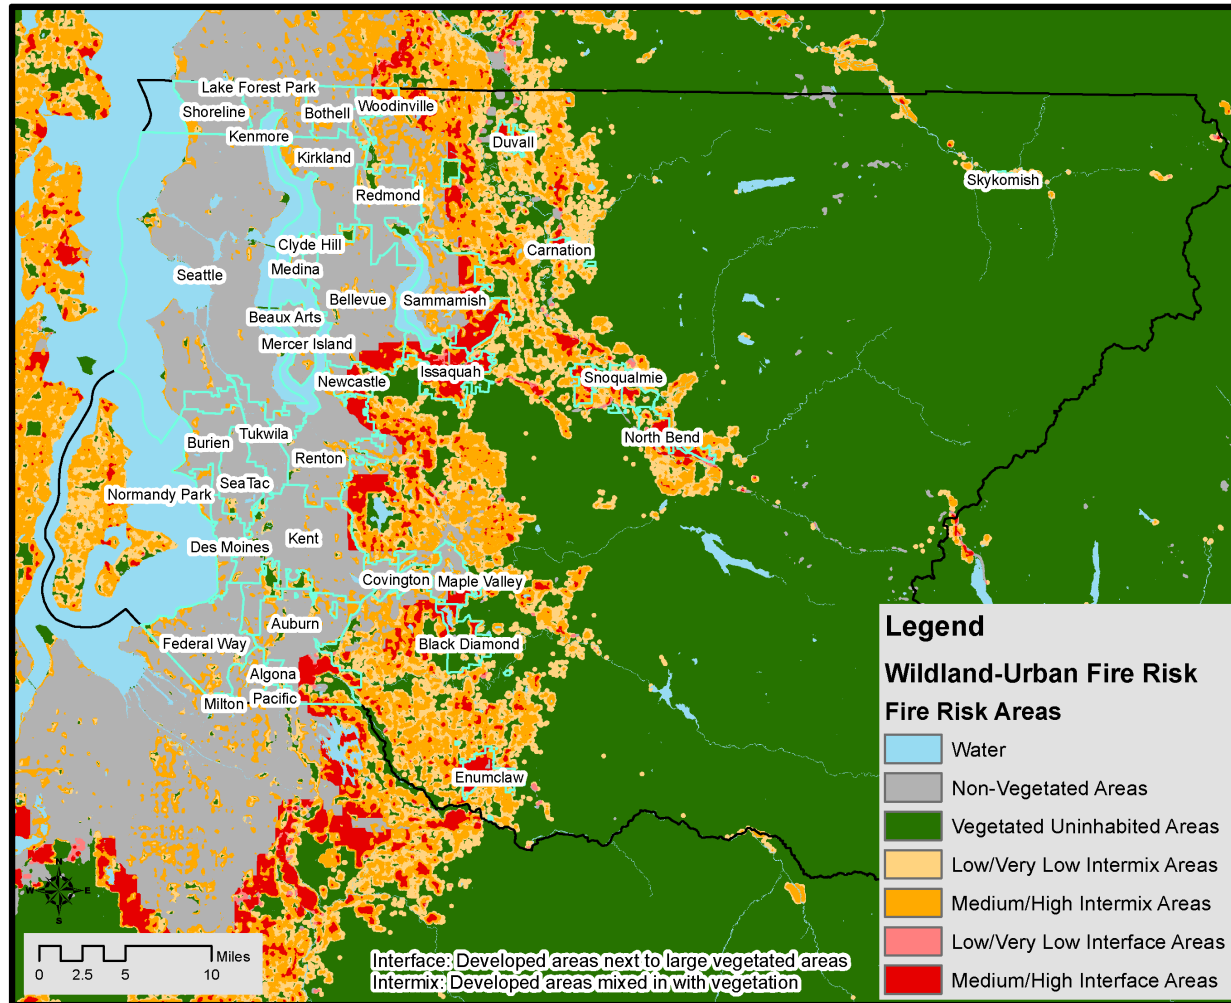 Lake Forest Park
Shoreline
Bothell
Woodinville
Kenmore
Duvall
Kirkland
Redmond
Skykomish
Clyde Hill
Carnation
Medina
Seattle
Bellevue
Sammamish
Beaux Arts
Mercer Island
Issaquah
Newcastle
Snoqualmie
Tukwila
North Bend
Burien
Renton
SeaTac
Normandy Park
Kent
Des Moines
Covington
Maple Valley
Auburn
Federal Way
Black Diamond
Algona
Pacific
Milton
Enumclaw
Legend
Wildland-Urban Fire Risk
Fire Risk Areas
Water
Non-Vegetated Areas
Vegetated Uninhabited Areas
Low/Very Low Intermix Areas
Medium/High Intermix Areas
Low/Very Low Interface Areas
Medium/High Interface Areas
N
W E
S
Miles
0 2.5 5 10
Interface: Developed areas next to large vegetated areas
Intermix: Developed areas mixed in with vegetation